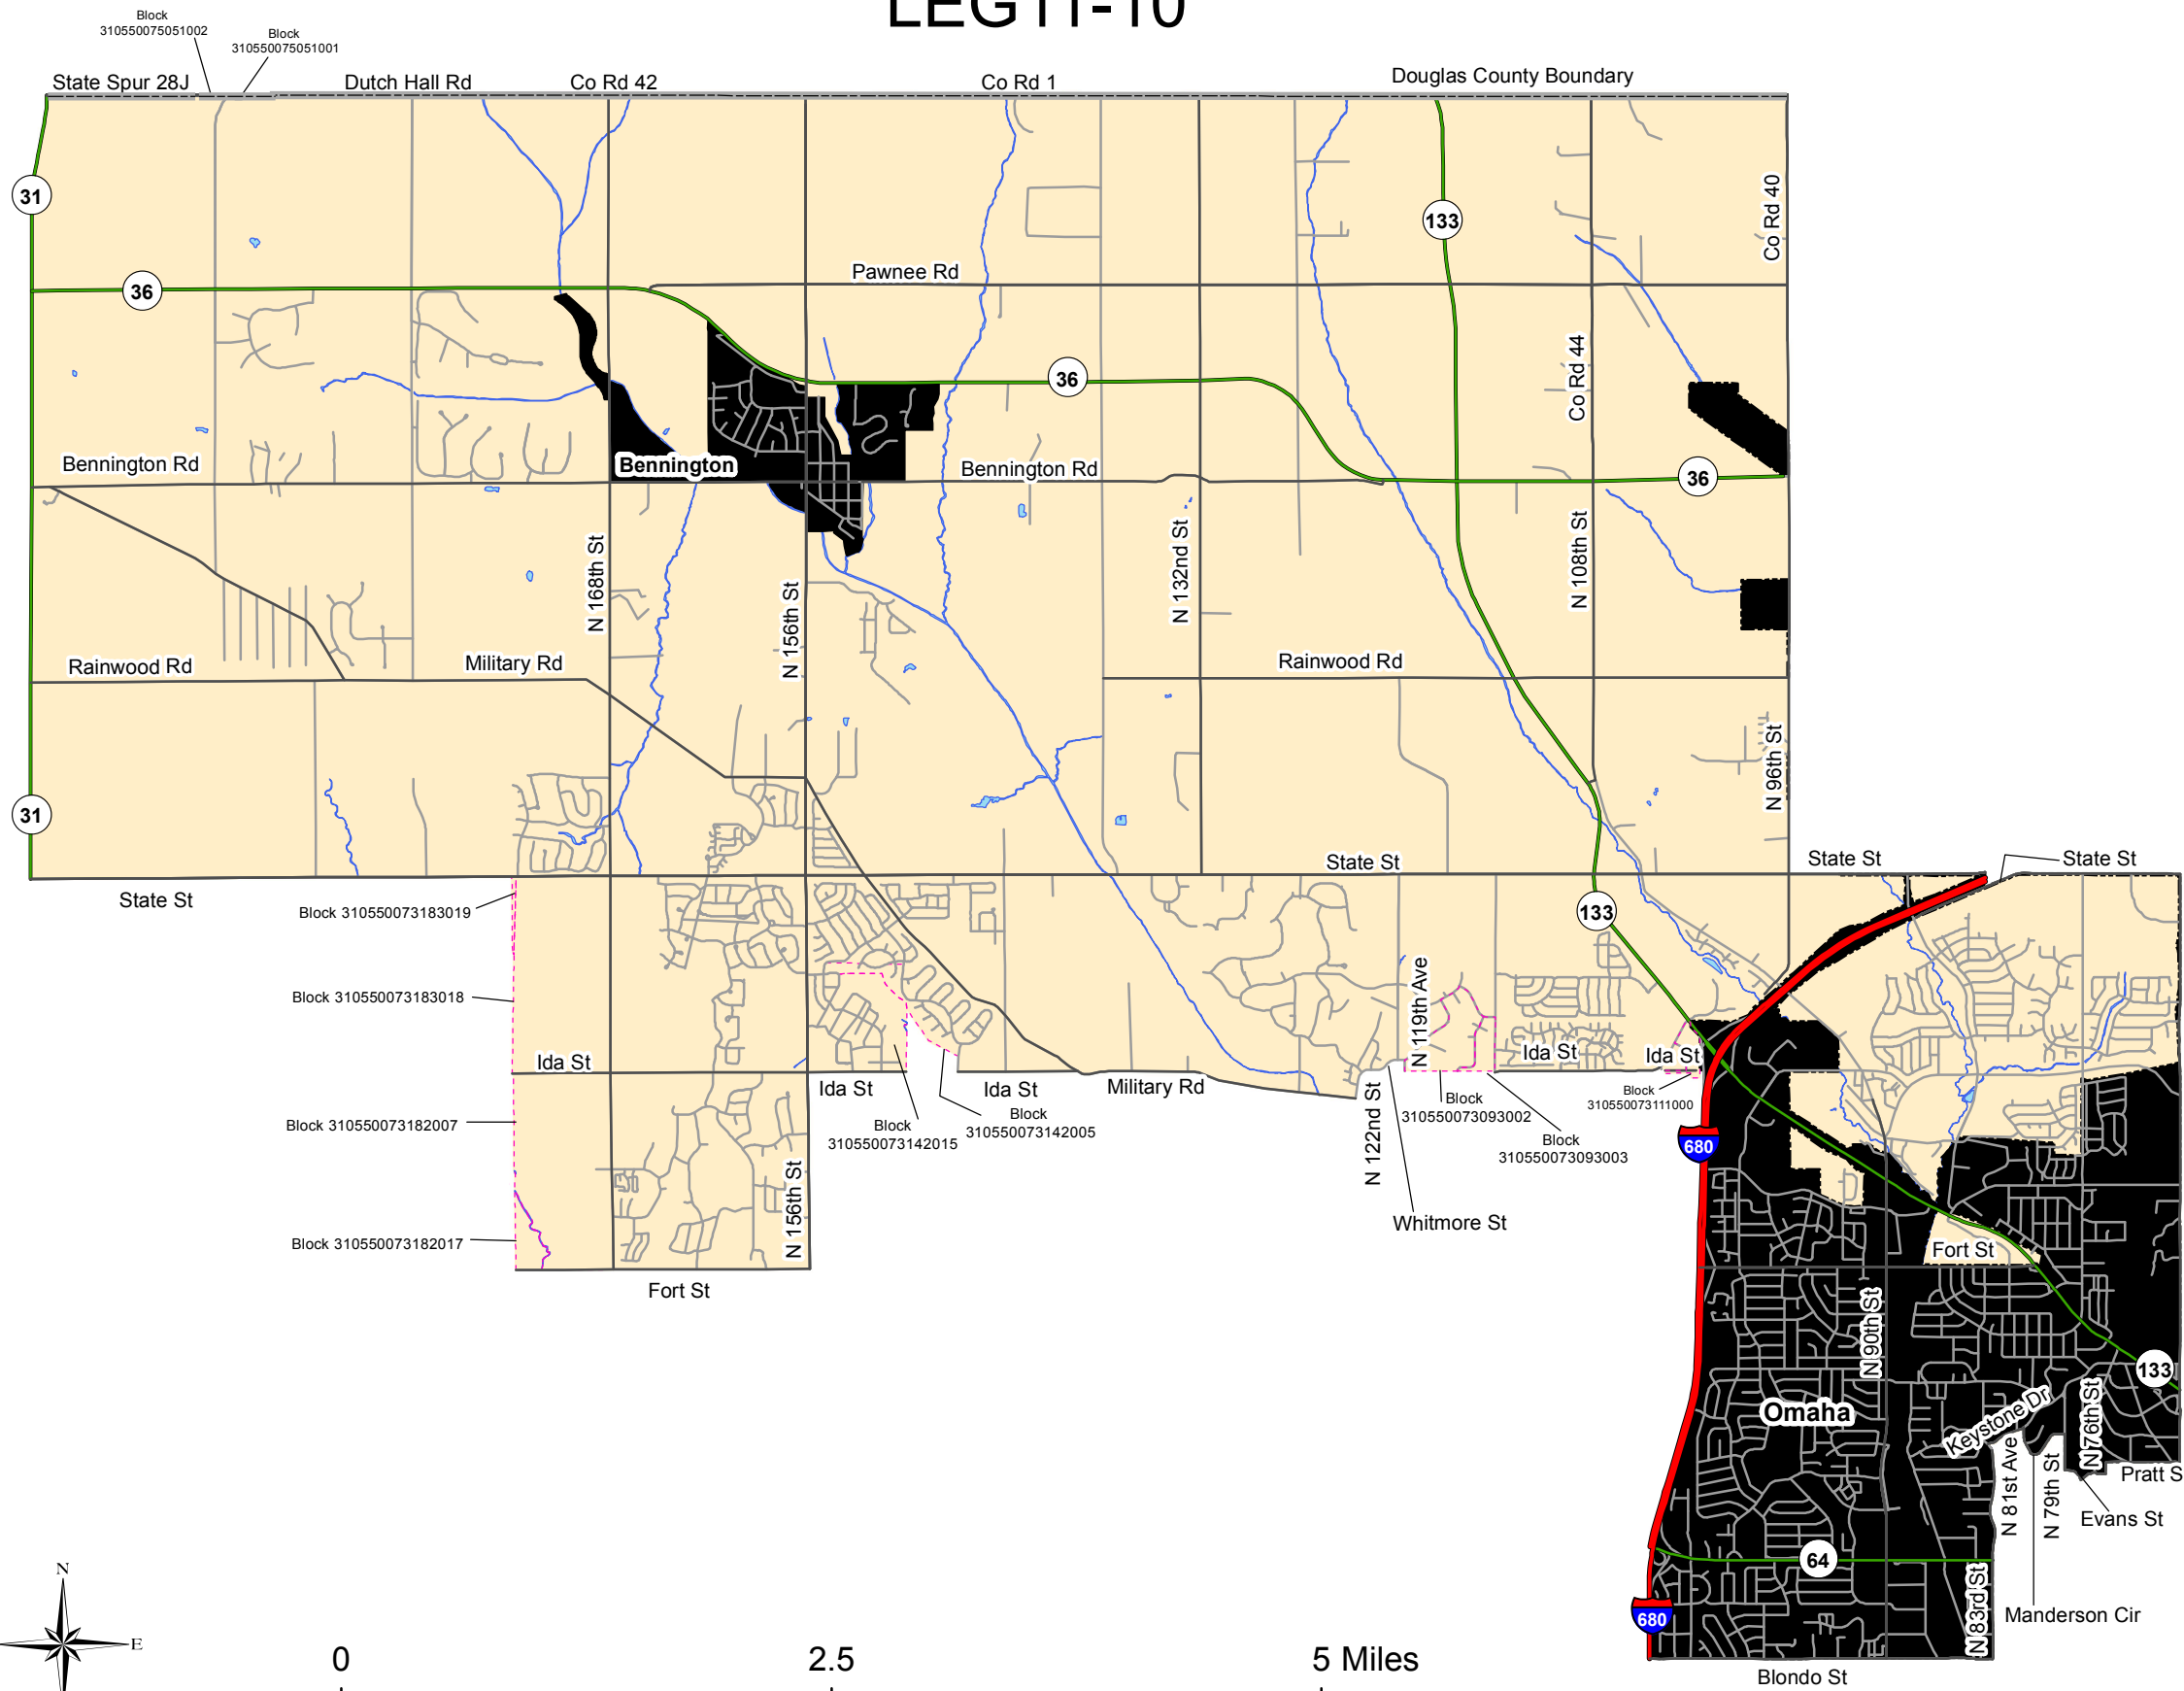 LEG11-10
Block
310550075051002
Block
310550075051001
State Spur 28J
Dutch Hall Rd
Co Rd 42
Co Rd 1
Douglas County Boundary
31
133
Co Rd 40
Pawnee Rd
36
36
Co Rd 44
Bennington Rd
Bennington
Bennington Rd
36
N 168th St
N 156th St
N 132nd St
N 108th St
Rainwood Rd
Military Rd
Rainwood Rd
N 96th St
31
State St
State St
State St
State St
Block 310550073183019
133
Block 310550073183018
N 119th Ave
Ida St
Ida St
Ida St
Military Rd
Ida St
Ida St
Block
310550073111000
Block 310550073182007
Block
310550073142015
Block
310550073142005
N 122nd St
Block
310550073093002
Block
310550073093003
680
N 156th St
Whitmore St
Block 310550073182017
Fort St
Fort St
N 90th St
133
Omaha
Keystone Dr
N 76th St
N 81st Ave
N 79th St
Pratt S
Evans St
64
N 83rd St
680
Manderson Cir
Blondo St
N
E
0
2.5
5 Miles